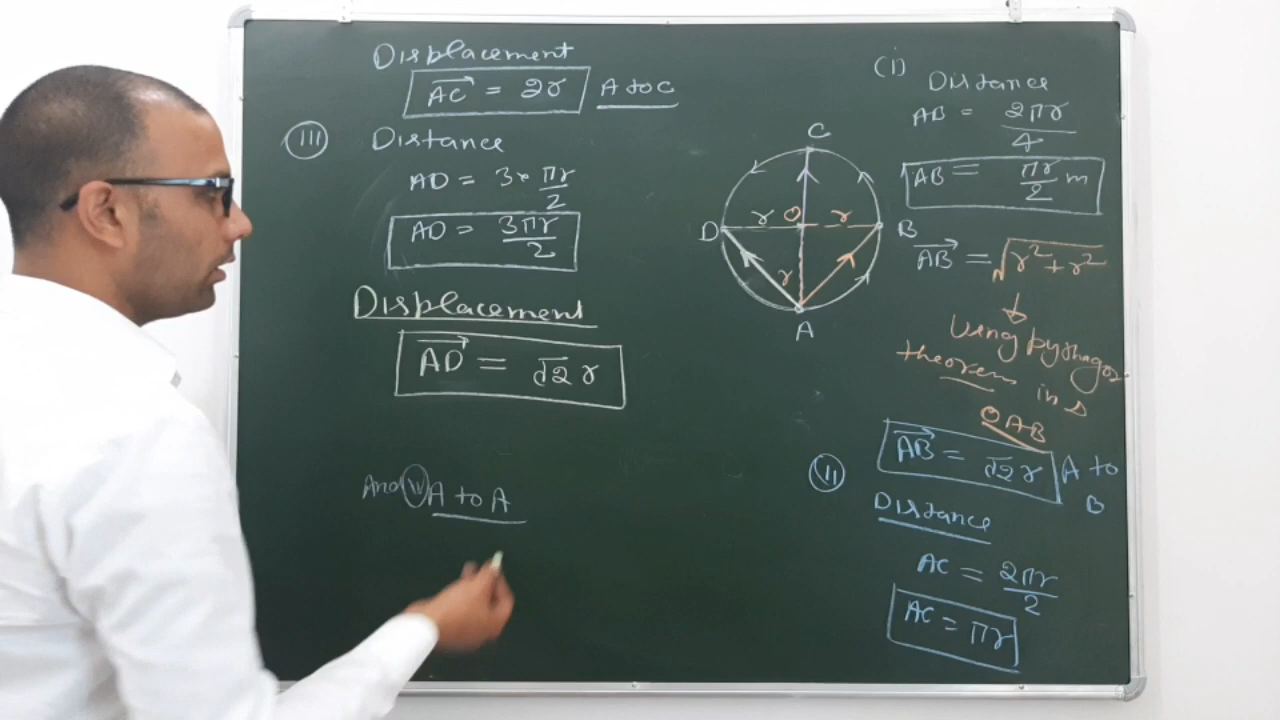 Displacement
AC = 2r A to C
(III) Distance
AD = 3 × πr/2
AD = 3πr/2
Displacement
AD = √2 r
And (IV) A to A
C
D r O r B
r
A
(i)
Distance
AB = 2πr/4
AB = πr/2 m
AB = √r² + r²
Using pythagos
theorem in Δ
OAB
AB = √2 r A to
B
(II)
Distance
AC = 2πr/2
AC = πr